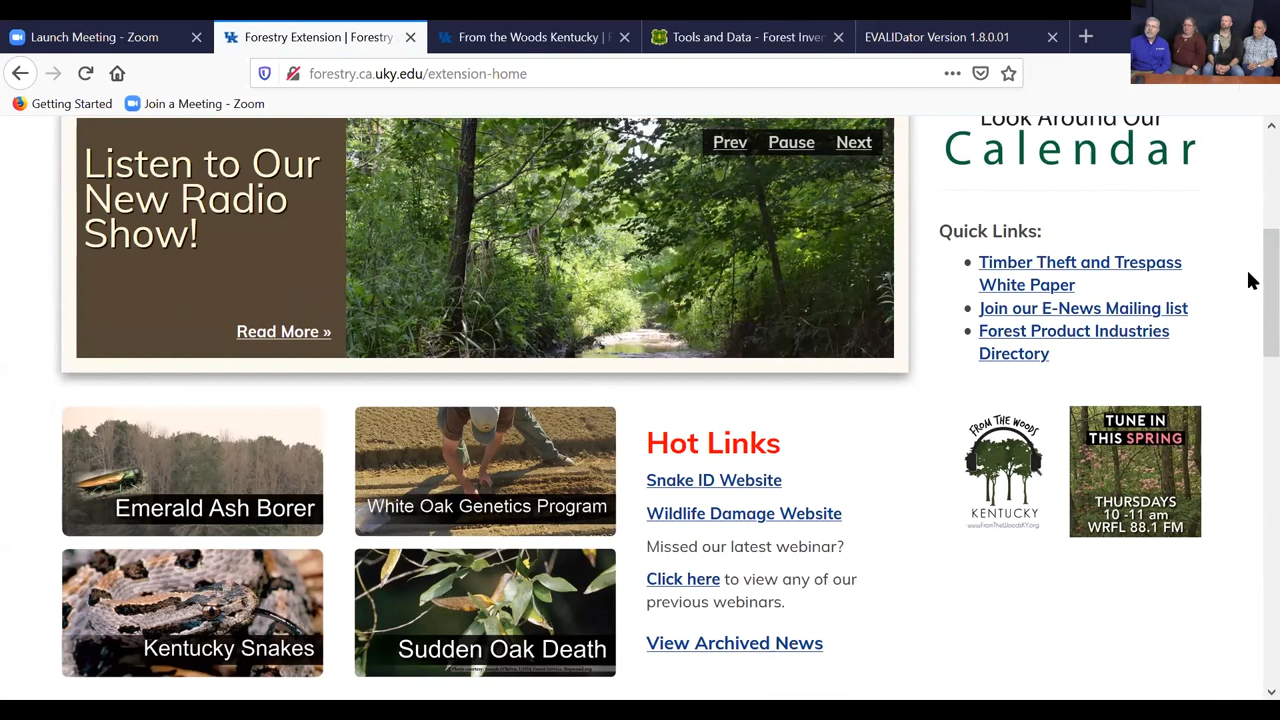 Launch Meeting - Zoom
Forestry Extension | Forestry
From the Woods Kentucky | F
Tools and Data - Forest Inven
EVALIDator Version 1.8.0.01
forestry.ca.uky.edu/extension-home
Getting Started
Join a Meeting - Zoom
Listen to Our
New Radio
Show!
Read More »
Prev Pause Next
Look Around Our
Calendar
Quick Links:
Timber Theft and Trespass
White Paper
Join our E-News Mailing list
Forest Product Industries
Directory
Emerald Ash Borer
White Oak Genetics Program
Kentucky Snakes
Sudden Oak Death
Hot Links
Snake ID Website
Wildlife Damage Website
Missed our latest webinar?
Click here to view any of our
previous webinars.
View Archived News
FROM THE WOODS
KENTUCKY
www.FromTheWoodsKY.org
TUNE IN
THIS SPRING
THURSDAYS
10 -11 am
WRFL 88.1 FM